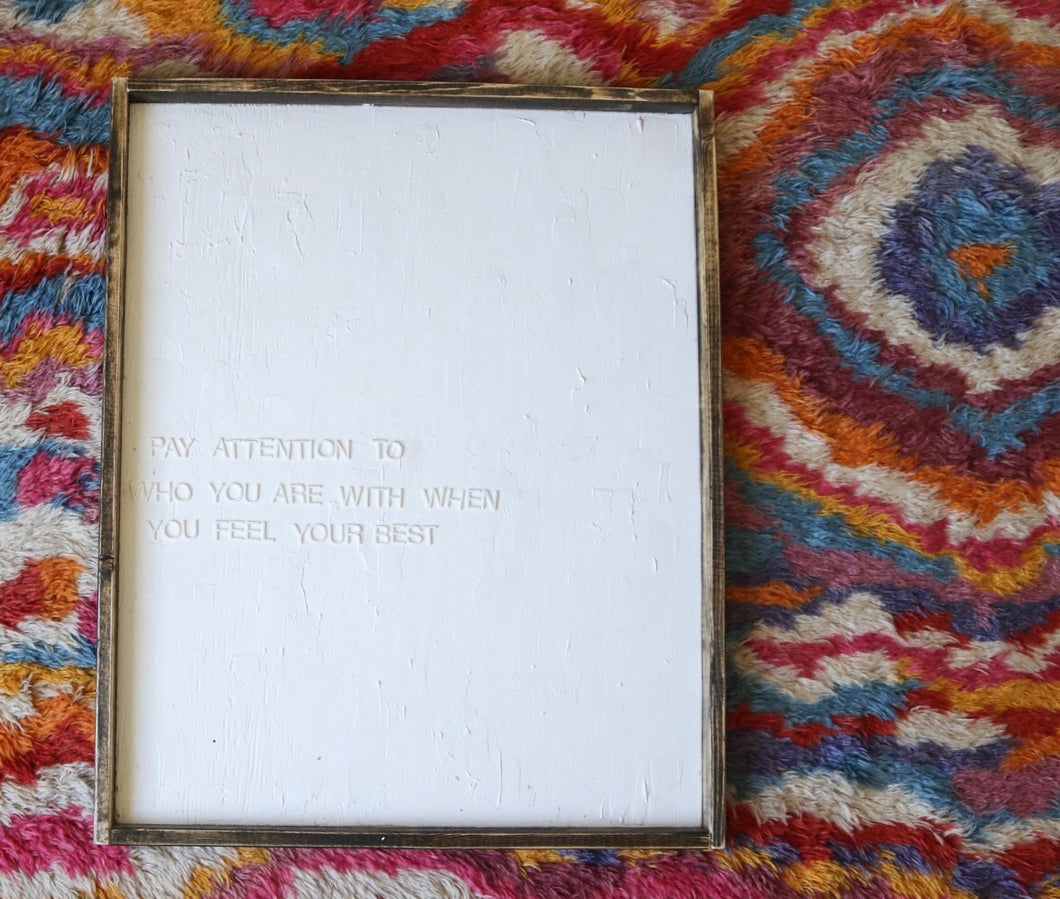 PAY ATTENTION TO
WHO YOU ARE WITH WHEN
YOU FEEL YOUR BEST